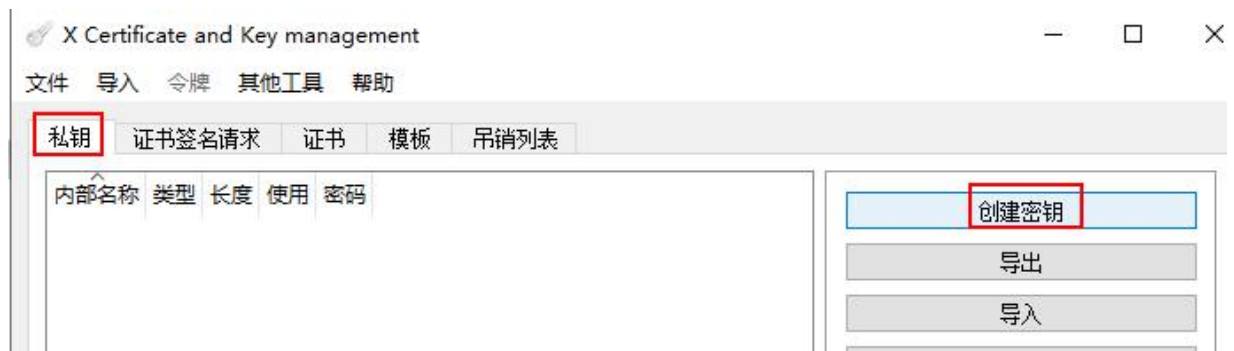 X Certificate and Key management
文件 导入 令牌 其他工具 帮助
私钥 证书签名请求 证书 模板 吊销列表
内部名称 类型 长度 使用 密码
创建密钥
导出
导入